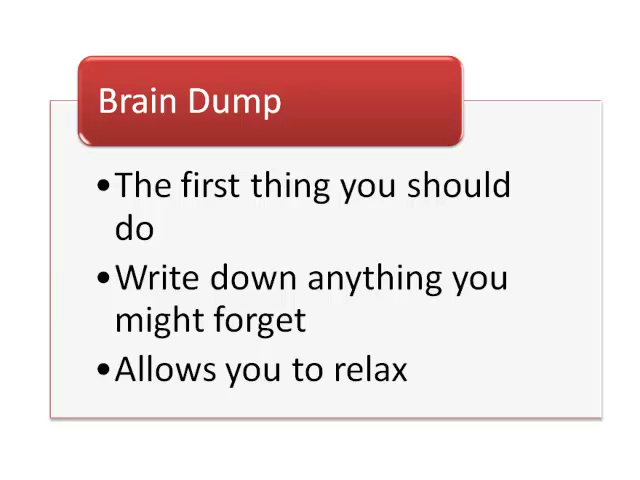 Brain Dump
•The first thing you should
do
•Write down anything you
might forget
•Allows you to relax